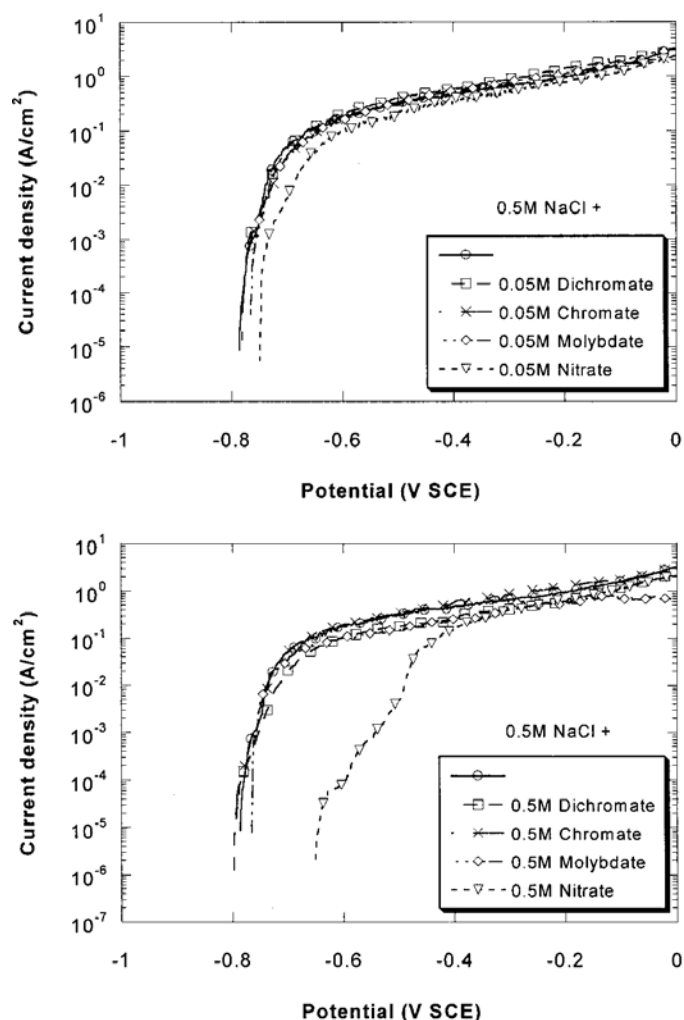 Current density (A/cm²)
10¹
10⁰
10⁻¹
10⁻²
10⁻³
10⁻⁴
10⁻⁵
10⁻⁶
0.5M NaCl +
0.05M Dichromate
0.05M Chromate
0.05M Molybdate
0.05M Nitrate
-1 -0.8 -0.6 -0.4 -0.2 0
Potential (V SCE)
Current density (A/cm²)
10¹
10⁰
10⁻¹
10⁻²
10⁻³
10⁻⁴
10⁻⁵
10⁻⁶
10⁻⁷
0.5M NaCl +
0.5M Dichromate
0.5M Chromate
0.5M Molybdate
0.5M Nitrate
-1 -0.8 -0.6 -0.4 -0.2 0
Potential (V SCE)